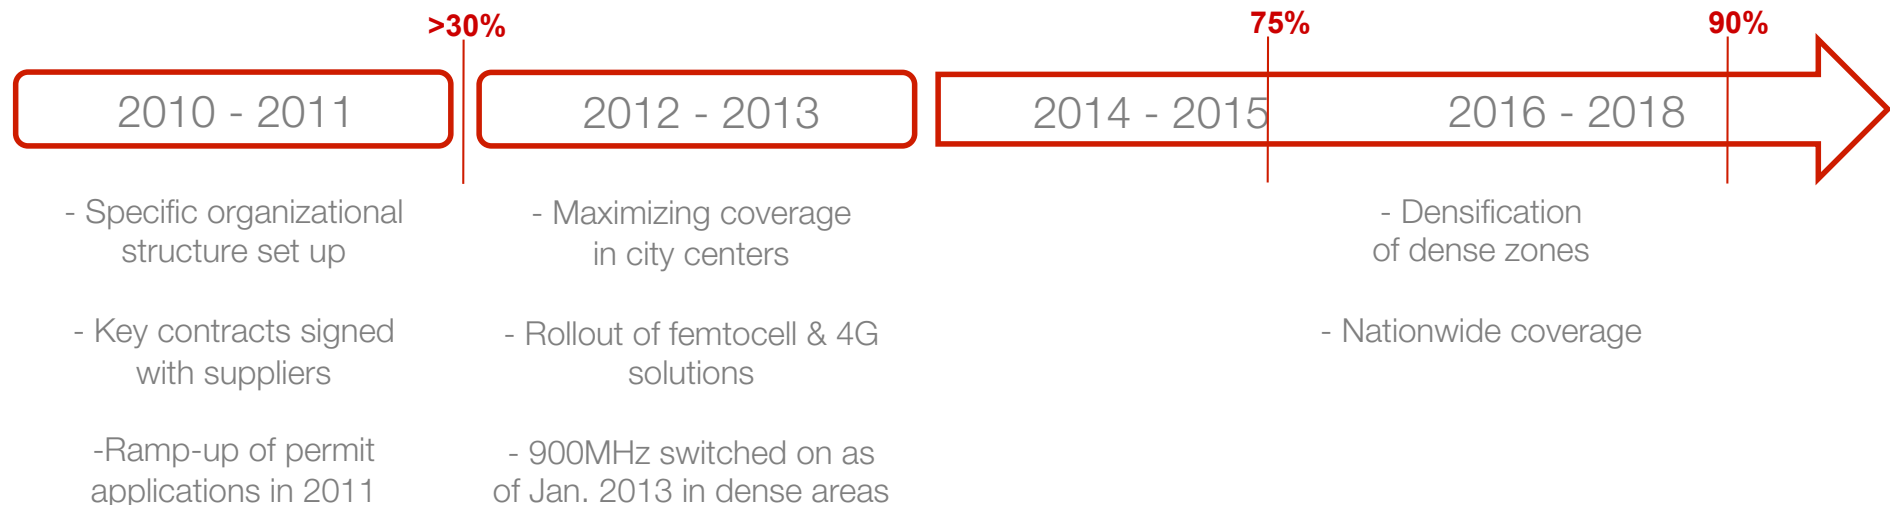 >30%
75%
90%
2010 - 2011
2012 - 2013
2014 - 2015
2016 - 2018
- Specific organizational
structure set up
- Key contracts signed
with suppliers
-Ramp-up of permit
applications in 2011
- Maximizing coverage
in city centers
- Rollout of femtocell & 4G
solutions
- 900MHz switched on as
of Jan. 2013 in dense areas
- Densification
of dense zones
- Nationwide coverage